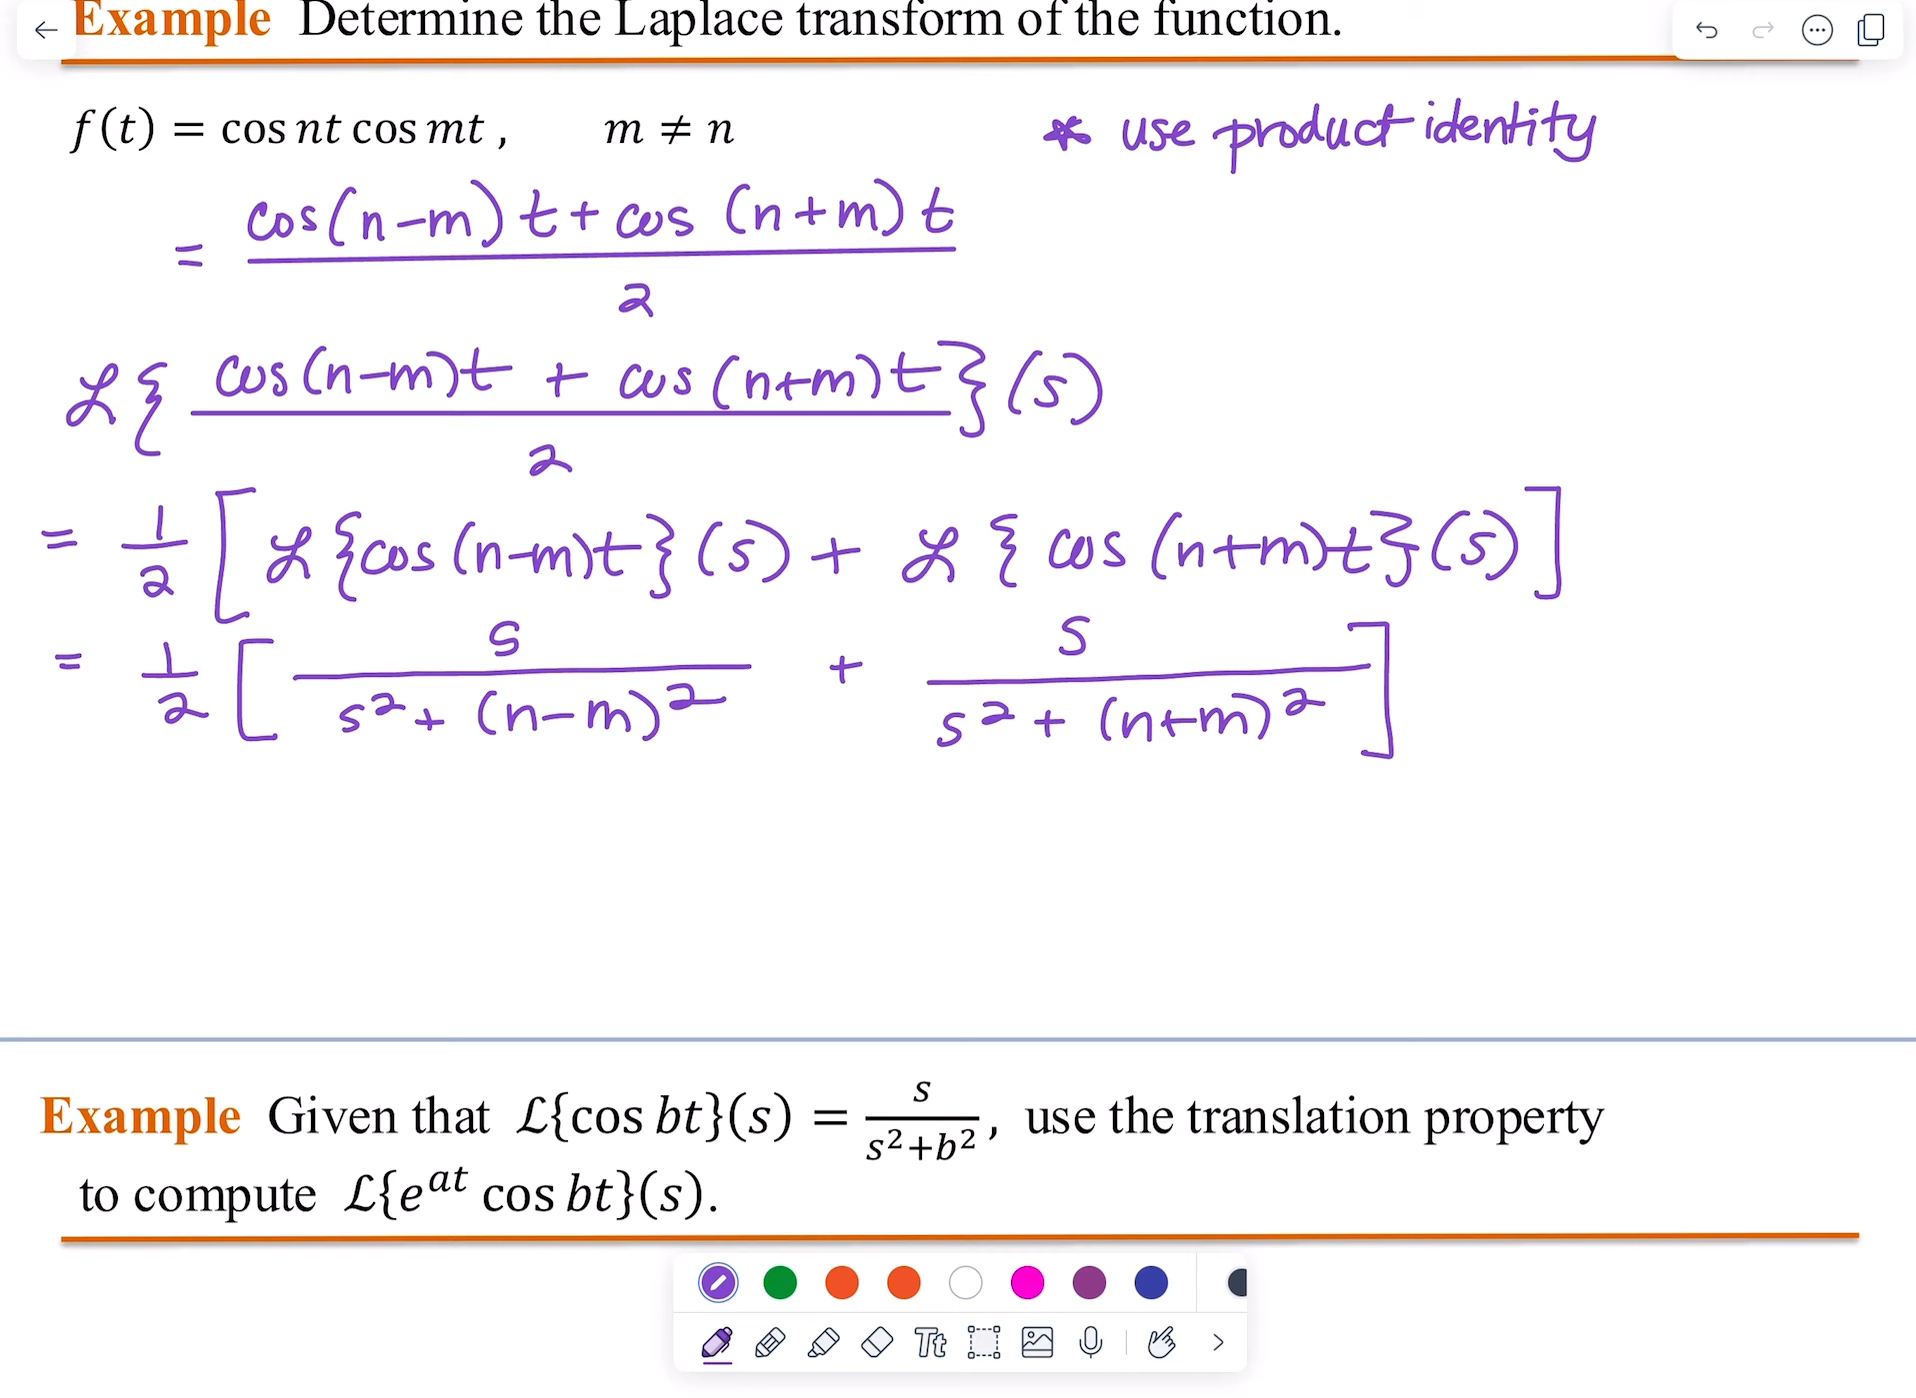 Example Determine the Laplace transform of the function.
f(t) = cos nt cos mt , m ≠ n * use product identity
= (cos(n-m)t + cos(n+m)t)/2
ℒ{(cos(n-m)t + cos(n+m)t)/2}(s)
= 1/2 [ℒ{cos(n-m)t}(s) + ℒ{cos(n+m)t}(s)]
= 1/2 [s/(s² + (n-m)²) + s/(s² + (n+m)²)]
Example Given that ℒ{cos bt}(s) = s/(s²+b²), use the translation property
to compute ℒ{eᵃᵗ cos bt}(s).
Tt